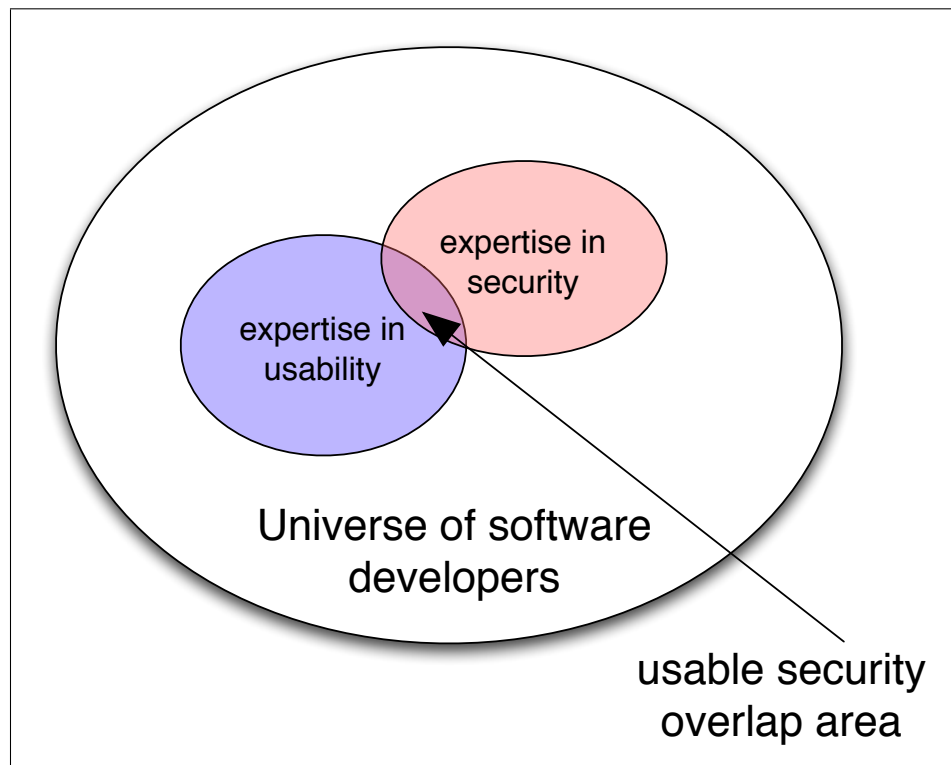 expertise in
security
expertise in
usability
Universe of software
developers
usable security
overlap area